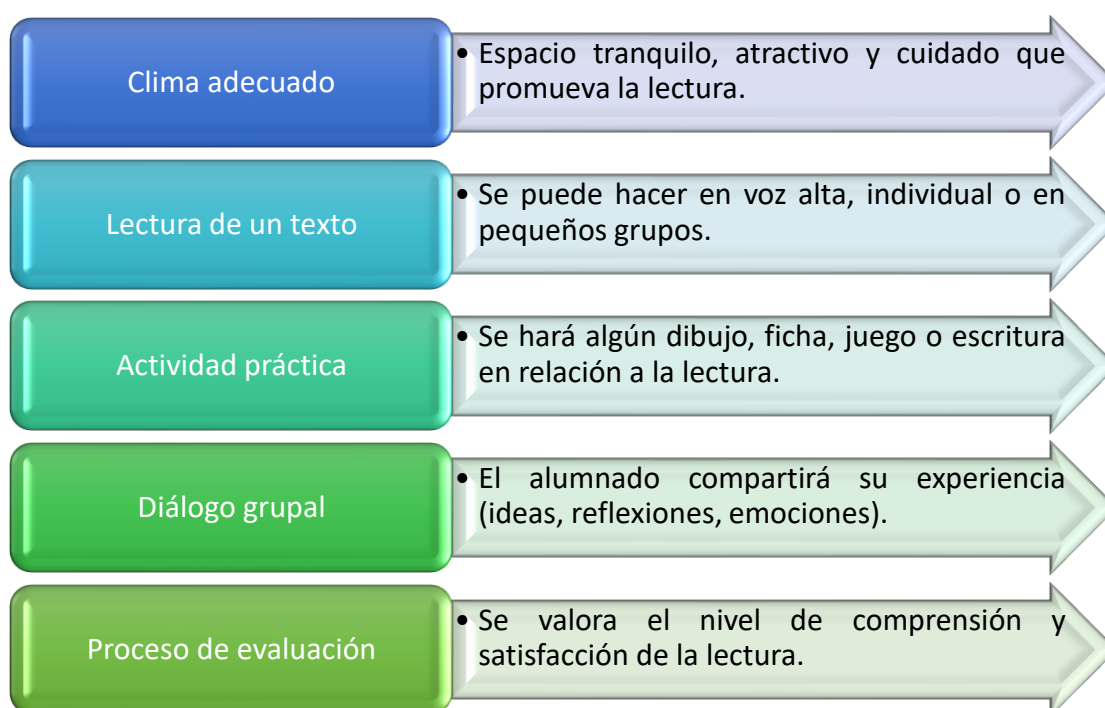 Clima adecuado
• Espacio tranquilo, atractivo y cuidado que
promueva la lectura.
Lectura de un texto
• Se puede hacer en voz alta, individual o en
pequeños grupos.
Actividad práctica
• Se hará algún dibujo, ficha, juego o escritura
en relación a la lectura.
Diálogo grupal
• El alumnado compartirá su experiencia
(ideas, reflexiones, emociones).
Proceso de evaluación
• Se valora el nivel de comprensión y
satisfacción de la lectura.